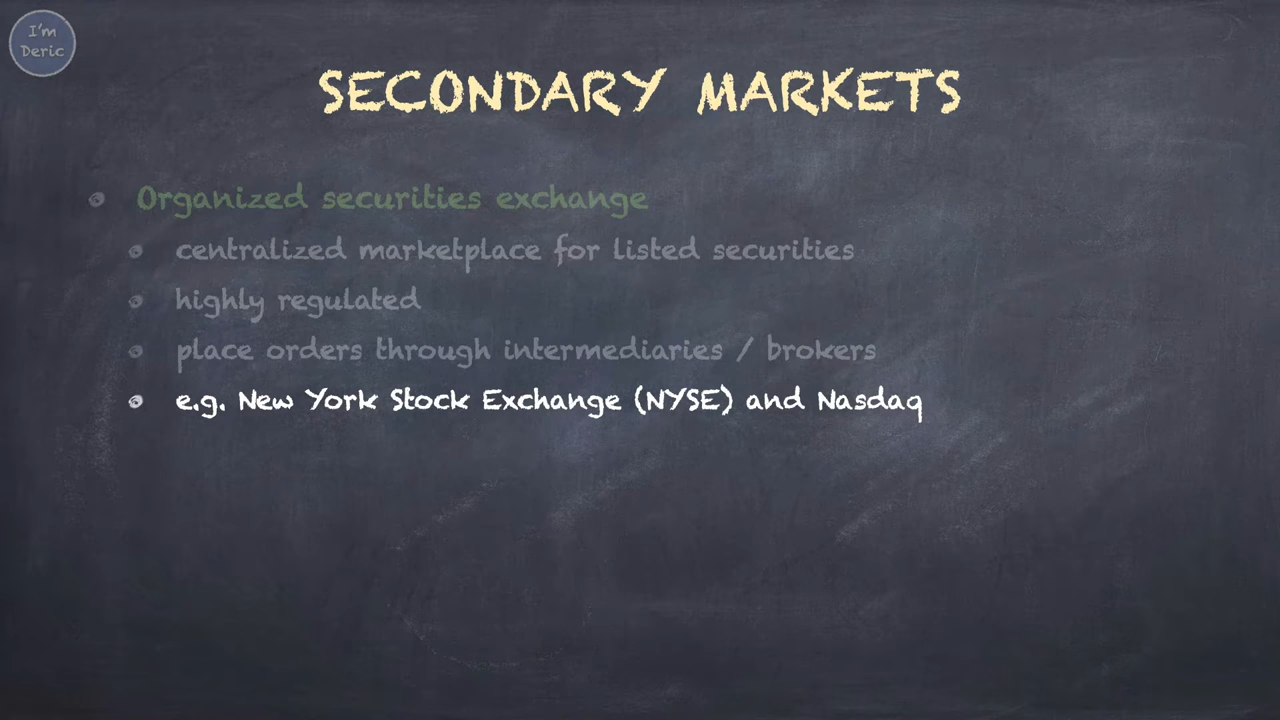 I'm
Deric
SECONDARY MARKETS
Organized securities exchange
centralized marketplace for listed securities
highly regulated
place orders through intermediaries / brokers
e.g. New York Stock Exchange (NYSE) and Nasdaq